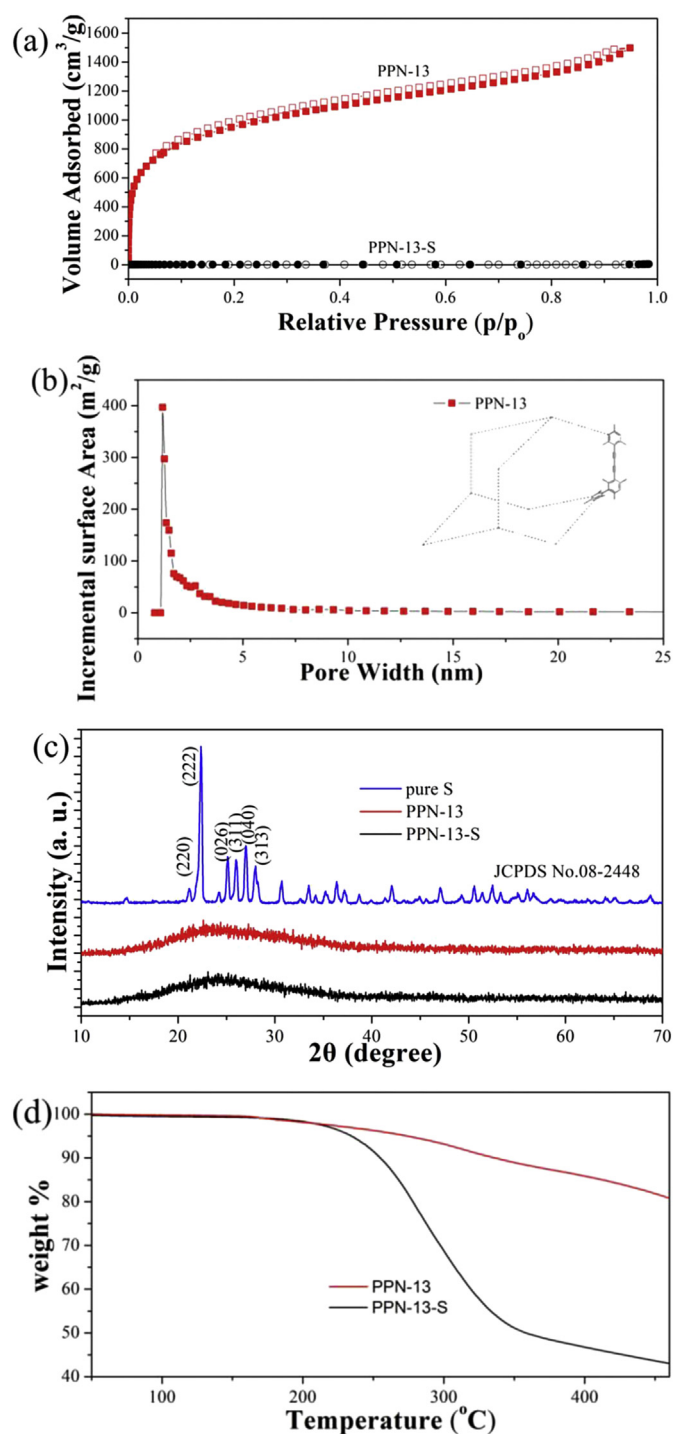 (a)
Volume Adsorbed (cm³/g)
1600
1400
1200
1000
800
600
400
200
0
PPN-13
PPN-13-S
0.0 0.2 0.4 0.6 0.8 1.0
Relative Pressure (p/pₒ)
(b)
Incremental surface Area (m²/g)
400
300
200
100
0
PPN-13
0 5 10 15 20 25
Pore Width (nm)
(c)
Intensity (a. u.)
(220)
(222)
(026)
(311)
(040)
(313)
pure S
PPN-13
PPN-13-S
JCPDS No.08-2448
10 20 30 40 50 60 70
2θ (degree)
(d)
weight %
100
90
80
70
60
50
40
PPN-13
PPN-13-S
100 200 300 400
Temperature (°C)